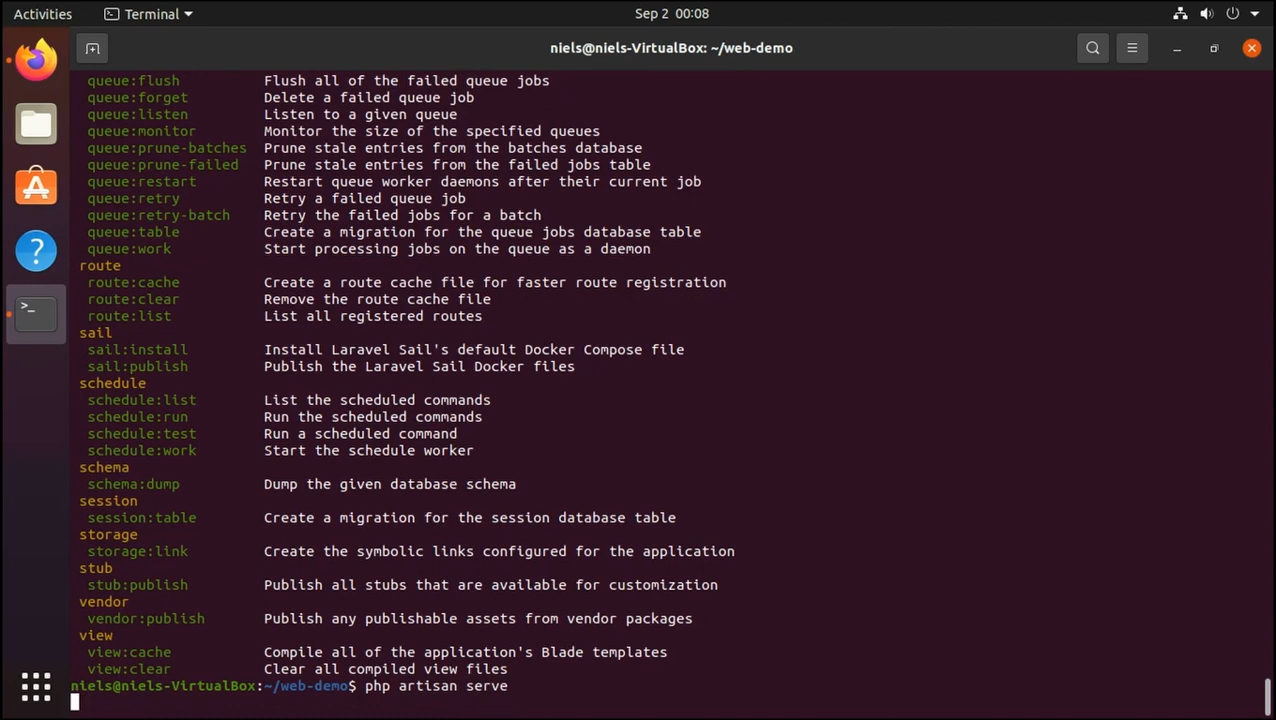 Activities
Terminal
Sep 2 00:08
niels@niels-VirtualBox: ~/web-demo
queue:flush Flush all of the failed queue jobs
queue:forget Delete a failed queue job
queue:listen Listen to a given queue
queue:monitor Monitor the size of the specified queues
queue:prune-batches Prune stale entries from the batches database
queue:prune-failed Prune stale entries from the failed jobs table
queue:restart Restart queue worker daemons after their current job
queue:retry Retry a failed queue job
queue:retry-batch Retry the failed jobs for a batch
queue:table Create a migration for the queue jobs database table
queue:work Start processing jobs on the queue as a daemon
route
route:cache Create a route cache file for faster route registration
route:clear Remove the route cache file
route:list List all registered routes
sail
sail:install Install Laravel Sail's default Docker Compose file
sail:publish Publish the Laravel Sail Docker files
schedule
schedule:list List the scheduled commands
schedule:run Run the scheduled commands
schedule:test Run a scheduled command
schedule:work Start the schedule worker
schema
schema:dump Dump the given database schema
session
session:table Create a migration for the session database table
storage
storage:link Create the symbolic links configured for the application
stub
stub:publish Publish all stubs that are available for customization
vendor
vendor:publish Publish any publishable assets from vendor packages
view
view:cache Compile all of the application's Blade templates
view:clear Clear all compiled view files
niels@niels-VirtualBox:~/web-demo$ php artisan serve